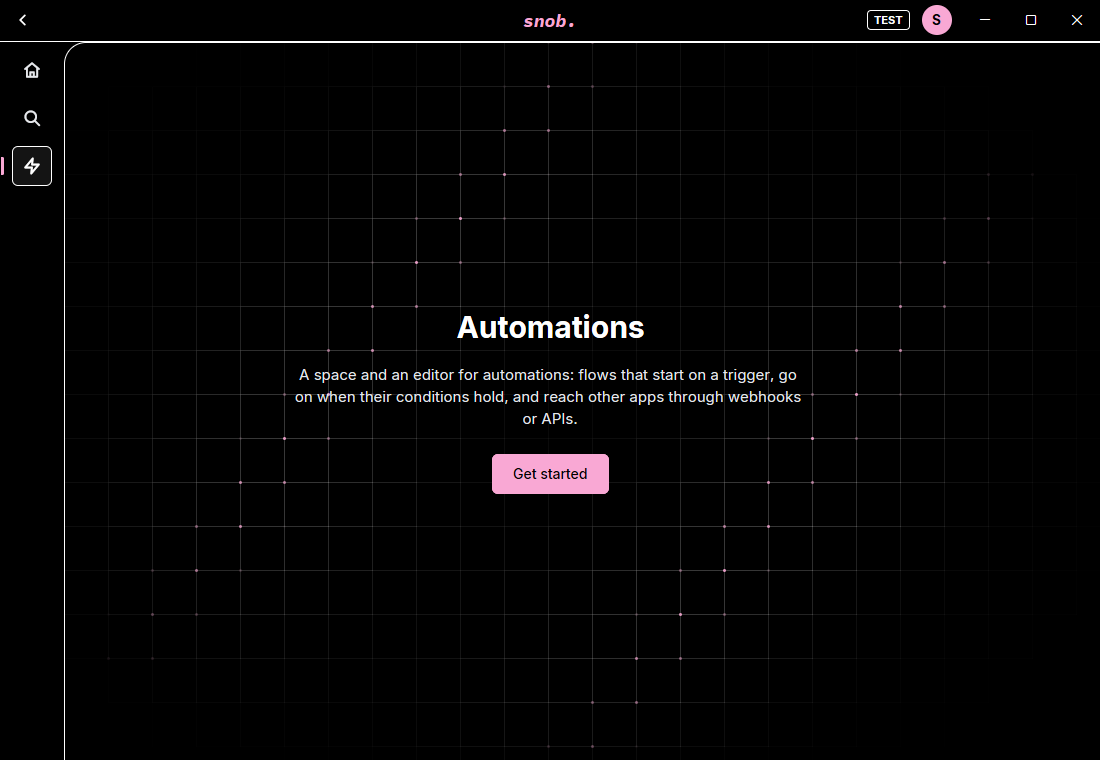 snob.
TEST
S
Automations
A space and an editor for automations: flows that start on a trigger, go
on when their conditions hold, and reach other apps through webhooks
or APIs.
Get started